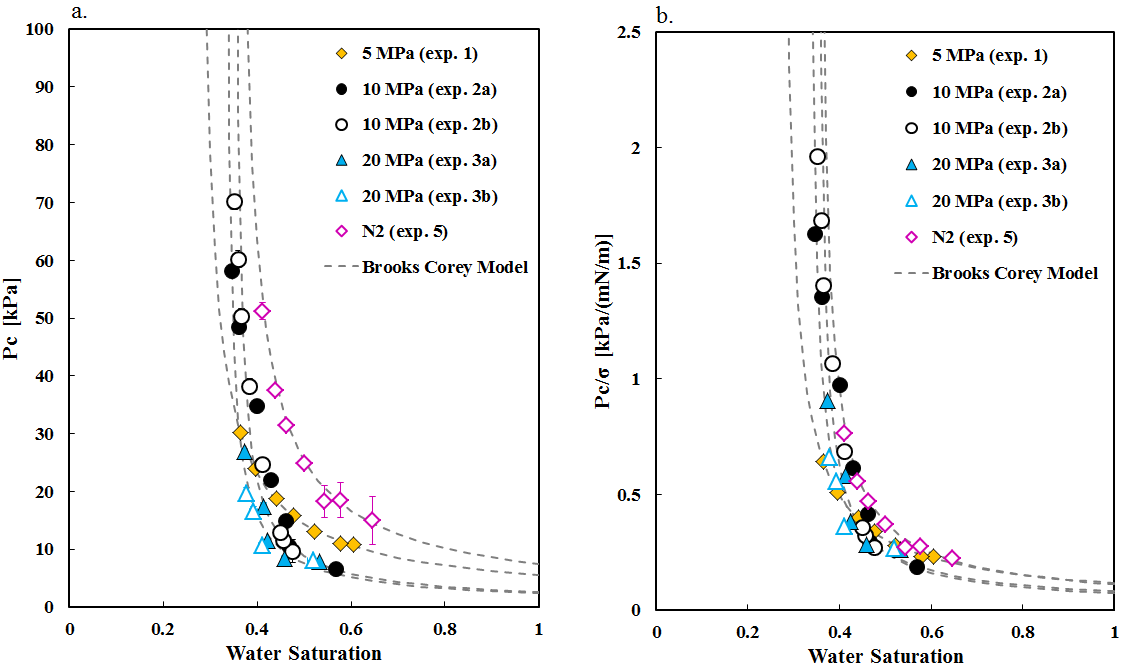 a.
100
90
80
70
60
50
40
30
20
10
0
Pc [kPa]
0
0.2
0.4
0.6
0.8
1
Water Saturation
5 MPa (exp. 1)
10 MPa (exp. 2a)
10 MPa (exp. 2b)
20 MPa (exp. 3a)
20 MPa (exp. 3b)
N2 (exp. 5)
Brooks Corey Model
b.
2.5
2
1.5
1
0.5
0
Pc/σ [kPa/(mN/m)]
0
0.2
0.4
0.6
0.8
1
Water Saturation
5 MPa (exp. 1)
10 MPa (exp. 2a)
10 MPa (exp. 2b)
20 MPa (exp. 3a)
20 MPa (exp. 3b)
N2 (exp. 5)
Brooks Corey Model